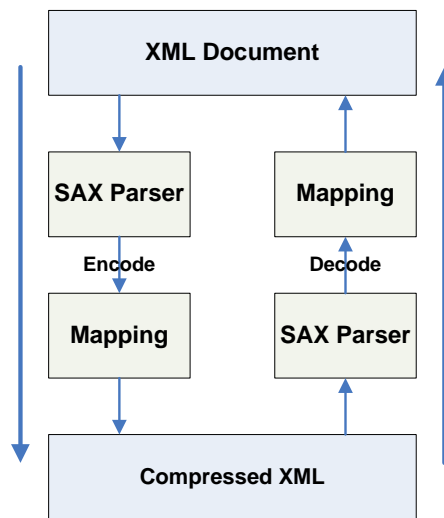 XML Document
SAX Parser
Mapping
Encode
Decode
Mapping
SAX Parser
Compressed XML